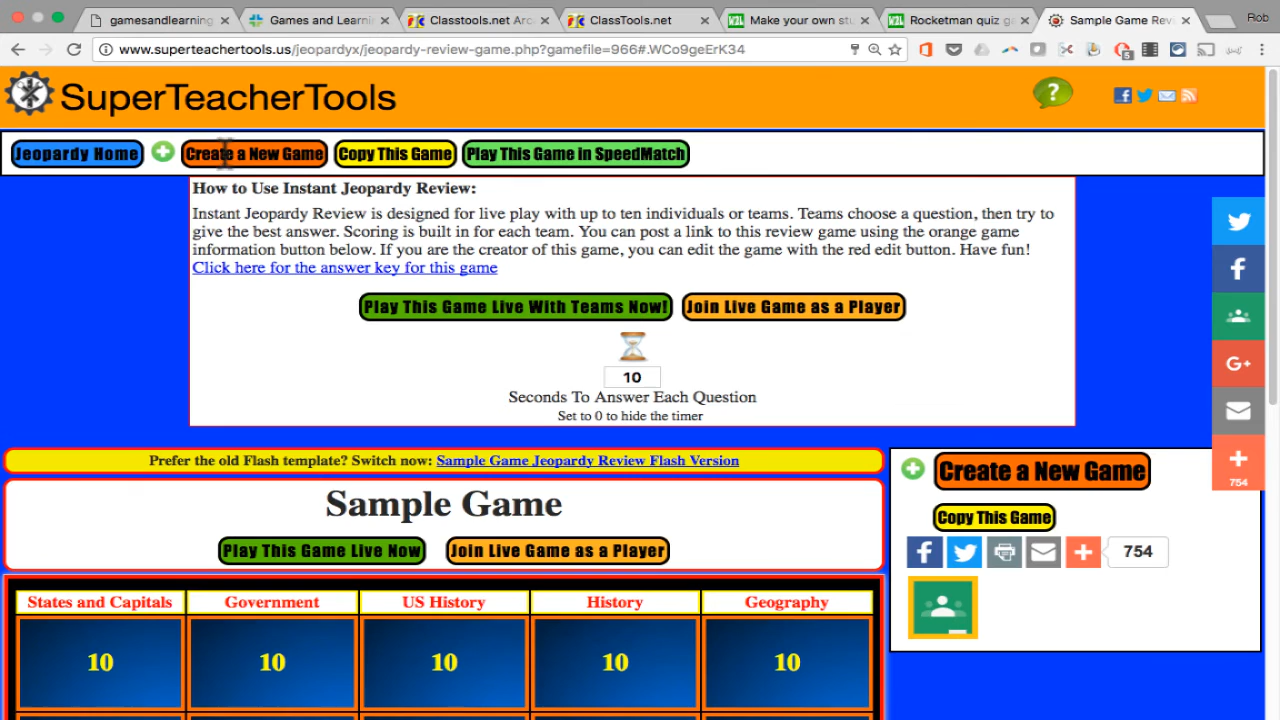 gamesandlearning
Games and Learni
Classtools.net Arc
ClassTools.net
Make your own stu
Rocketman quiz ga
Sample Game Revi
Rob
www.superteachertools.us/jeopardyx/jeopardy-review-game.php?gamefile=966#.WCo9geErK34
SuperTeacherTools
Jeopardy Home
Create a New Game
Copy This Game
Play This Game in SpeedMatch
How to Use Instant Jeopardy Review:
Instant Jeopardy Review is designed for live play with up to ten individuals or teams. Teams choose a question, then try to
give the best answer. Scoring is built in for each team. You can post a link to this review game using the orange game
information button below. If you are the creator of this game, you can edit the game with the red edit button. Have fun!
Click here for the answer key for this game
Play This Game Live With Teams Now!
Join Live Game as a Player
10
Seconds To Answer Each Question
Set to 0 to hide the timer
754
Prefer the old Flash template? Switch now: Sample Game Jeopardy Review Flash Version
Sample Game
Play This Game Live Now
Join Live Game as a Player
Create a New Game
Copy This Game
754
States and Capitals
Government
US History
History
Geography
10
10
10
10
10